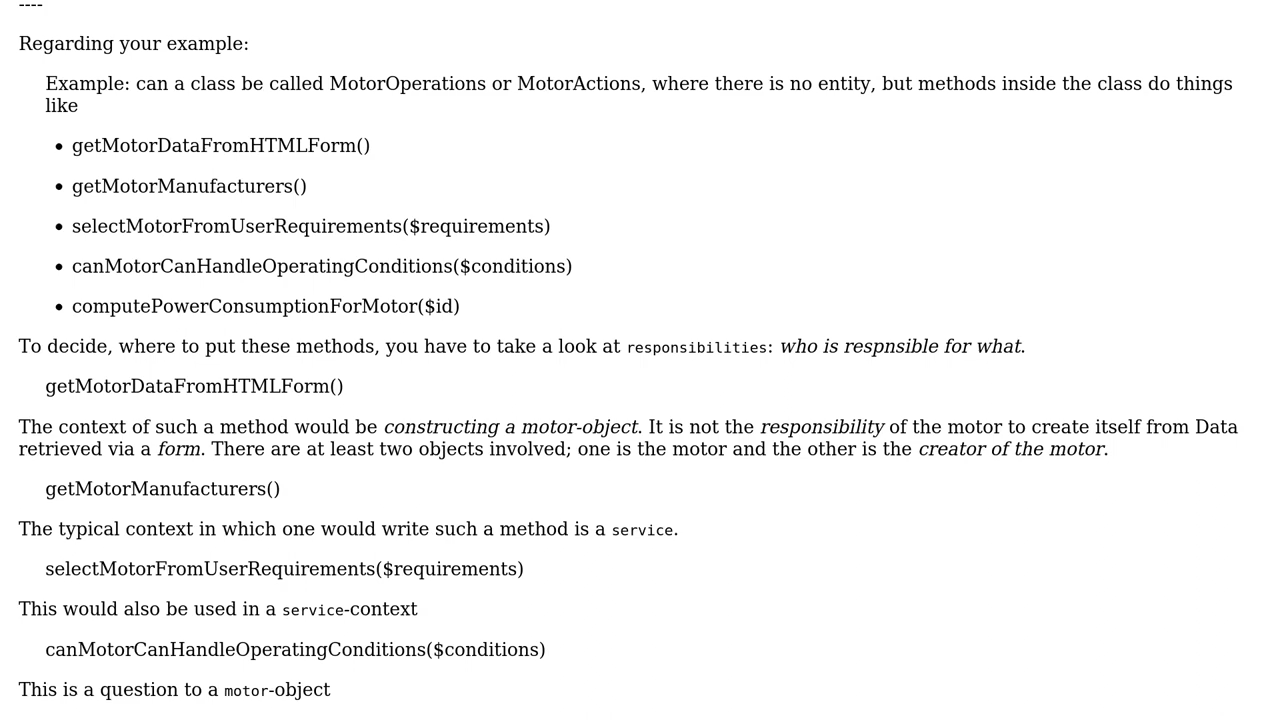 ----
Regarding your example:
Example: can a class be called MotorOperations or MotorActions, where there is no entity, but methods inside the class do things
like
• getMotorDataFromHTMLForm()
• getMotorManufacturers()
• selectMotorFromUserRequirements($requirements)
• canMotorCanHandleOperatingConditions($conditions)
• computePowerConsumptionForMotor($id)
To decide, where to put these methods, you have to take a look at responsibilities: who is respnsible for what.
getMotorDataFromHTMLForm()
The context of such a method would be constructing a motor-object. It is not the responsibility of the motor to create itself from Data
retrieved via a form. There are at least two objects involved; one is the motor and the other is the creator of the motor.
getMotorManufacturers()
The typical context in which one would write such a method is a service.
selectMotorFromUserRequirements($requirements)
This would also be used in a service-context
canMotorCanHandleOperatingConditions($conditions)
This is a question to a motor-object